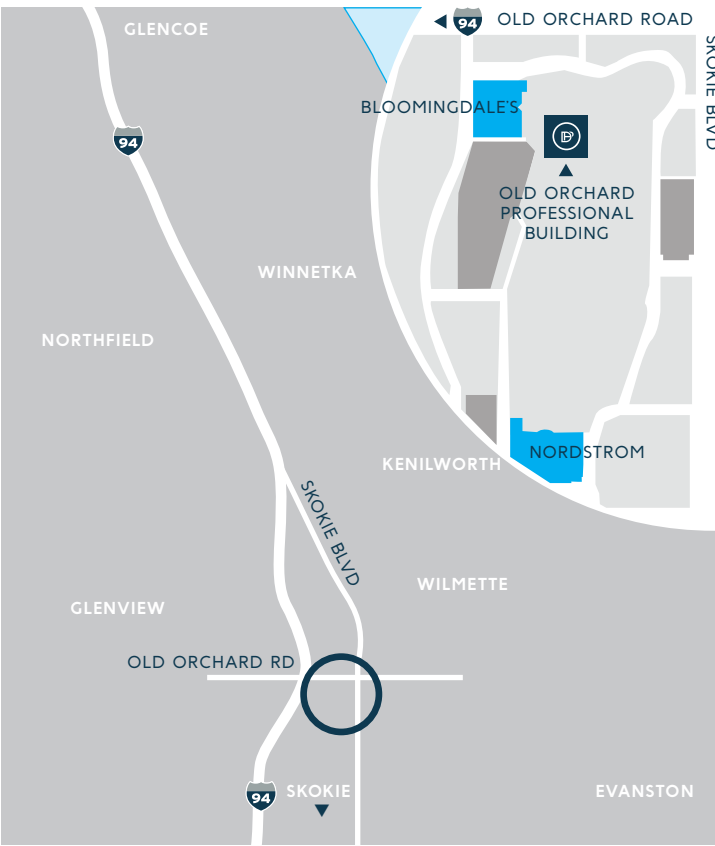 GLENCOE
94
OLD ORCHARD ROAD
SKOKIE BLVD
BLOOMINGDALE'S
94
OLD ORCHARD
PROFESSIONAL
BUILDING
WINNETKA
NORTHFIELD
NORDSTROM
KENILWORTH
SKOKIE BLVD
WILMETTE
GLENVIEW
OLD ORCHARD RD
94
SKOKIE
EVANSTON